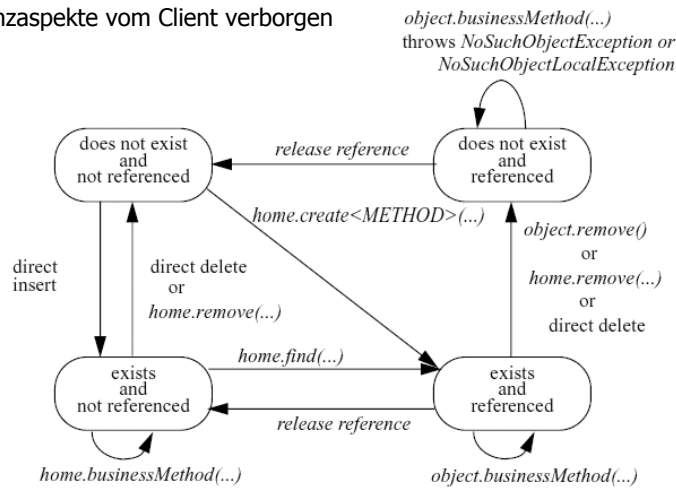 nzaspekte vom Client verborgen
object.businessMethod(...)
throws NoSuchObjectException or
NoSuchObjectLocalException
does not exist
and
not referenced
release reference
does not exist
and
referenced
home.create<METHOD>(...)
direct
insert
direct delete
or
home.remove(...)
object.remove()
or
home.remove(...)
or
direct delete
home.find(...)
exists
and
not referenced
exists
and
referenced
release reference
home.businessMethod(...)
object.businessMethod(...)